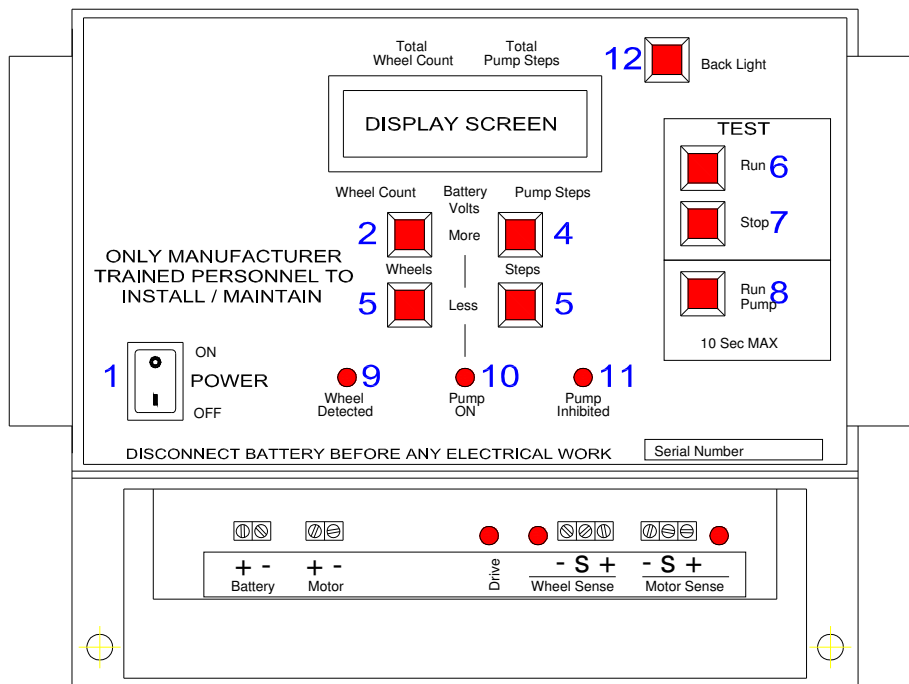 Total
Wheel Count
Total
Pump Steps
12
Back Light
DISPLAY SCREEN
TEST
Run 6
Stop 7
Wheel Count
Battery
Volts
Pump Steps
2
More
4
Wheels
Steps
ONLY MANUFACTURER
TRAINED PERSONNEL TO
INSTALL / MAINTAIN
5
Less
5
Run
Pump
8
10 Sec MAX
1
ON
POWER
OFF
9
Wheel
Detected
10
Pump
ON
11
Pump
Inhibited
DISCONNECT BATTERY BEFORE ANY ELECTRICAL WORK
Serial Number
+ -
Battery
+ -
Motor
Drive
- S +
Wheel Sense
- S +
Motor Sense